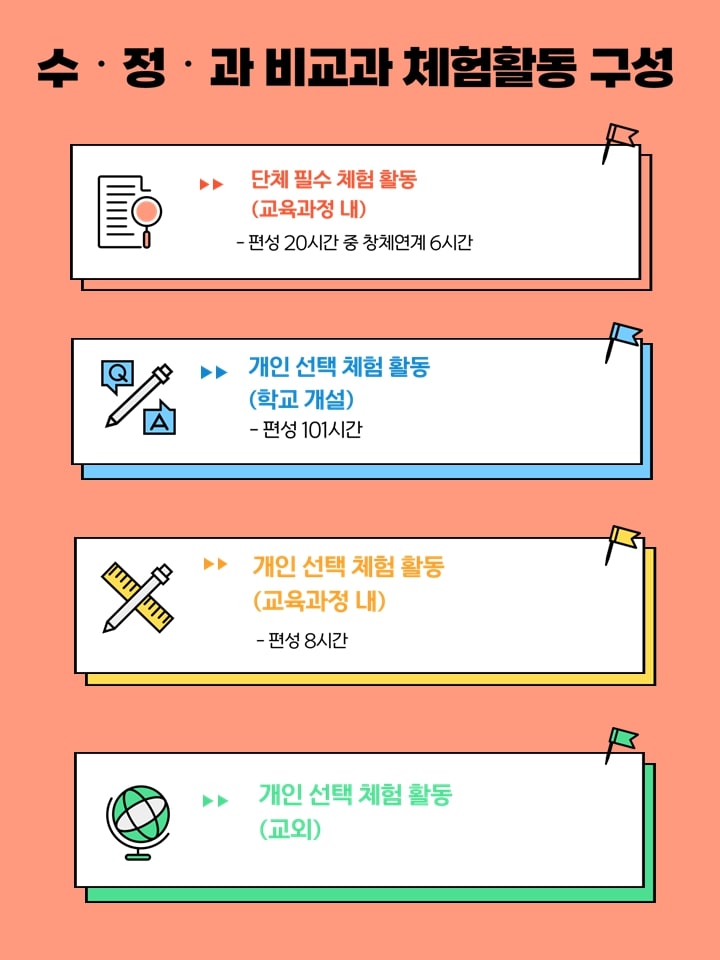 수 · 정 · 과 비교과 체험활동 구성
단체 필수 체험 활동
(교육과정 내)
- 편성 20시간 중 창체연계 6시간
Q
A
개인 선택 체험 활동
(학교 개설)
- 편성 101시간
개인 선택 체험 활동
(교육과정 내)
- 편성 8시간
개인 선택 체험 활동
(교외)